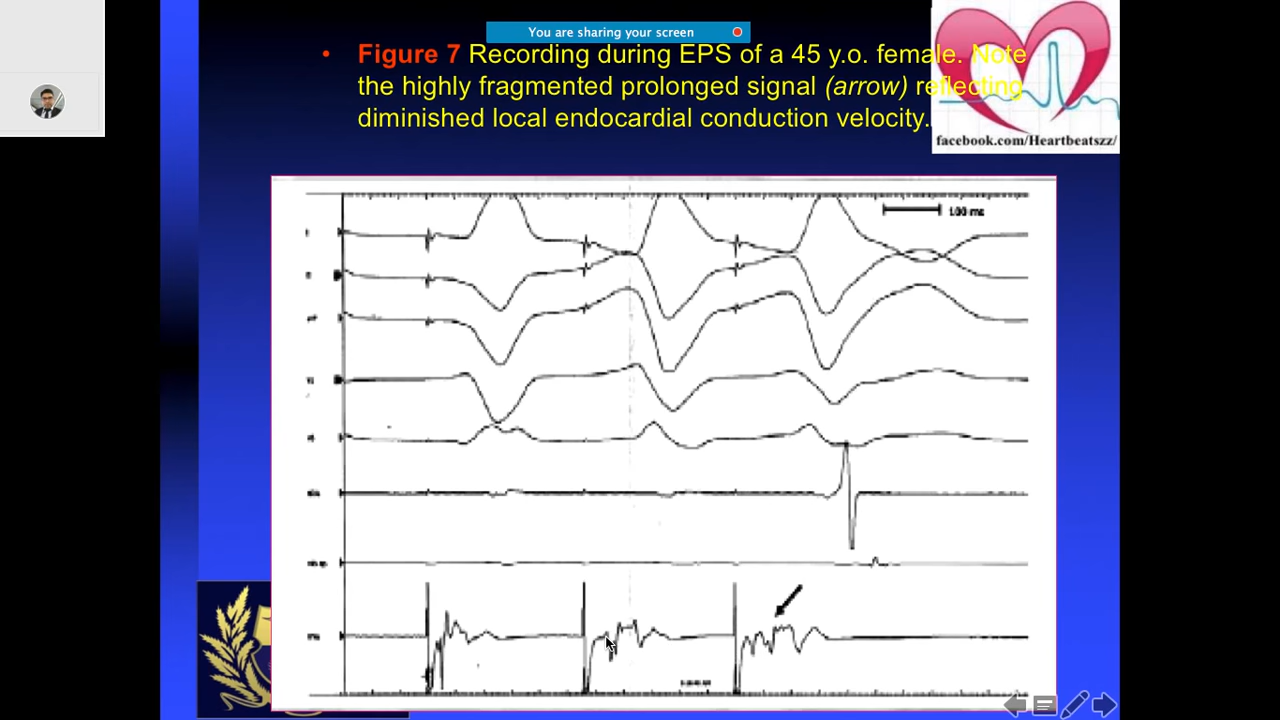 You are sharing your screen
• Figure 7 Recording during EPS of a 45 y.o. female. Note
the highly fragmented prolonged signal (arrow) reflecting
diminished local endocardial conduction velocity.
facebook.com/Heartbeatszz/
100 ms